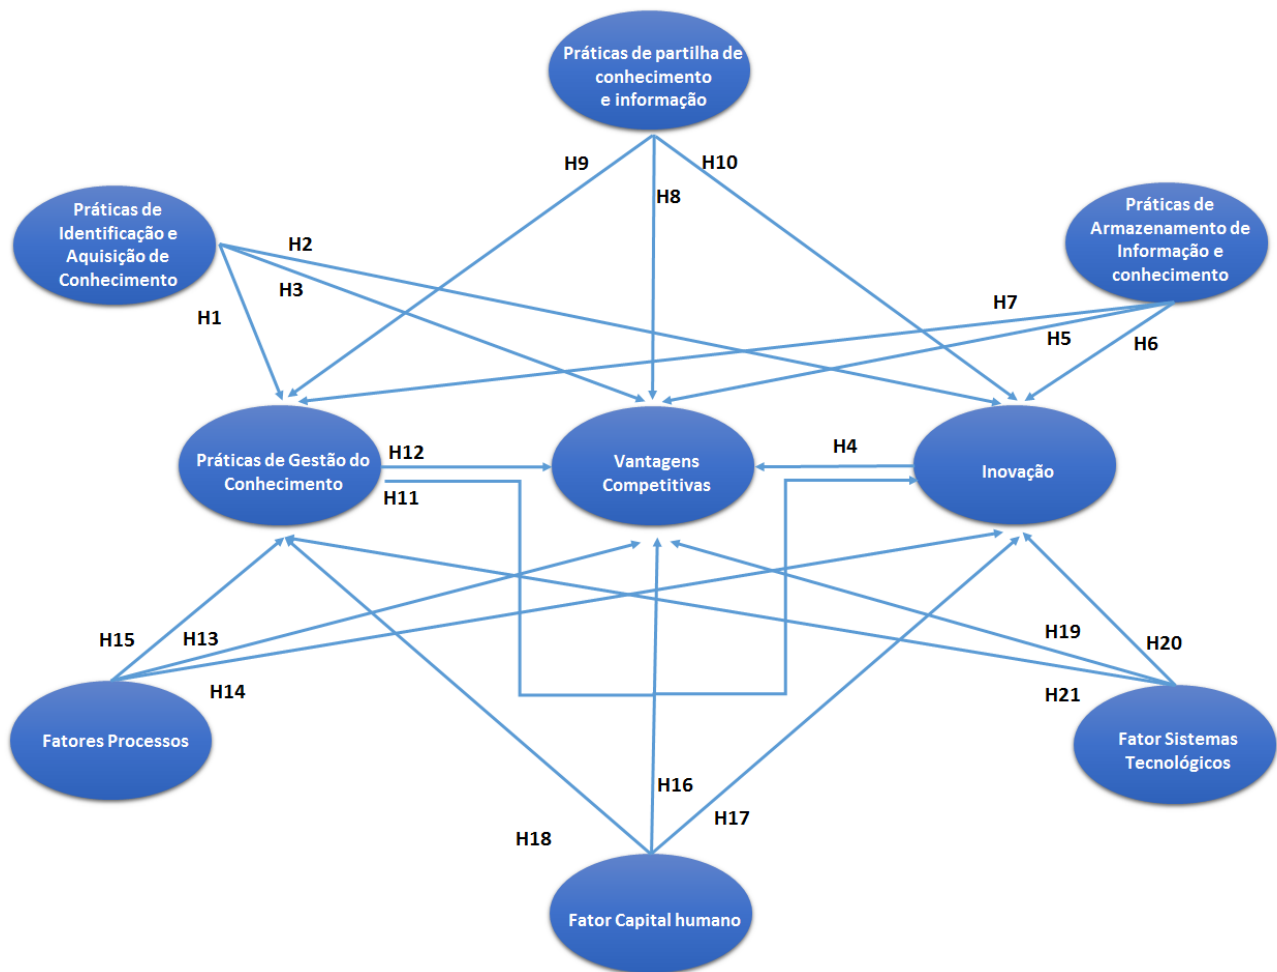 Práticas de partilha de
conhecimento
e informação
H9
H10
H8
Práticas de
Identificação e
Aquisição de
Conhecimento
Práticas de
Armazenamento de
Informação e
conhecimento
H2
H3
H1
H7
H5
H6
Práticas de Gestão do
Conhecimento
H12
H11
Vantagens
Competitivas
H4
Inovação
H15
H13
H14
H19
H20
H21
Fatores Processos
Fator Sistemas
Tecnológicos
H16
H17
H18
Fator Capital humano